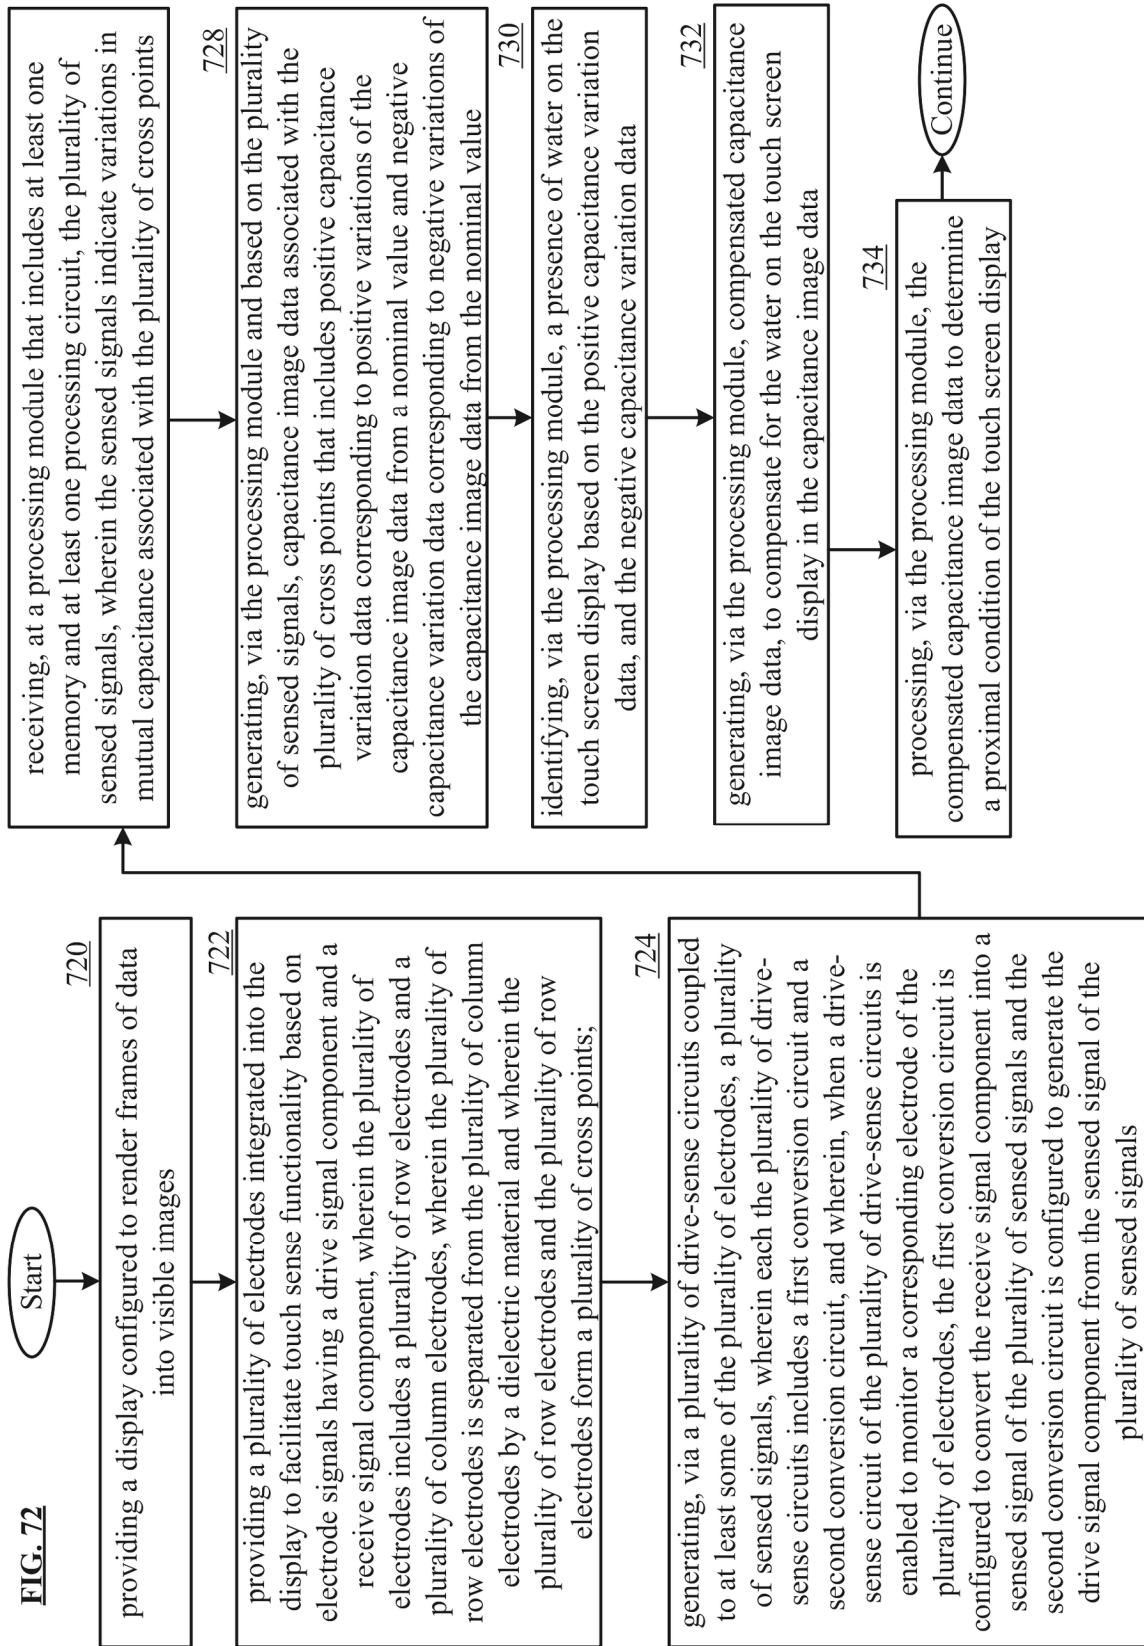 FIG. 72
Start
720
providing a display configured to render frames of data
into visible images
722
providing a plurality of electrodes integrated into the
display to facilitate touch sense functionality based on
electrode signals having a drive signal component and a
receive signal component, wherein the plurality of
electrodes includes a plurality of row electrodes and a
plurality of column electrodes, wherein the plurality of
row electrodes is separated from the plurality of column
electrodes by a dielectric material and wherein the
plurality of row electrodes and the plurality of row
electrodes form a plurality of cross points;
724
generating, via a plurality of drive-sense circuits coupled
to at least some of the plurality of electrodes, a plurality
of sensed signals, wherein each the plurality of drive-
sense circuits includes a first conversion circuit and a
second conversion circuit, and wherein, when a drive-
sense circuit of the plurality of drive-sense circuits is
enabled to monitor a corresponding electrode of the
plurality of electrodes, the first conversion circuit is
configured to convert the receive signal component into a
sensed signal of the plurality of sensed signals and the
second conversion circuit is configured to generate the
drive signal component from the sensed signal of the
plurality of sensed signals
receiving, at a processing module that includes at least one
memory and at least one processing circuit, the plurality of
sensed signals, wherein the sensed signals indicate variations in
mutual capacitance associated with the plurality of cross points
728
generating, via the processing module and based on the plurality
of sensed signals, capacitance image data associated with the
plurality of cross points that includes positive capacitance
variation data corresponding to positive variations of the
capacitance image data from a nominal value and negative
capacitance variation data corresponding to negative variations of
the capacitance image data from the nominal value
730
identifying, via the processing module, a presence of water on the
touch screen display based on the positive capacitance variation
data, and the negative capacitance variation data
732
generating, via the processing module, compensated capacitance
image data, to compensate for the water on the touch screen
display in the capacitance image data
734
processing, via the processing module, the
compensated capacitance image data to determine
a proximal condition of the touch screen display
Continue